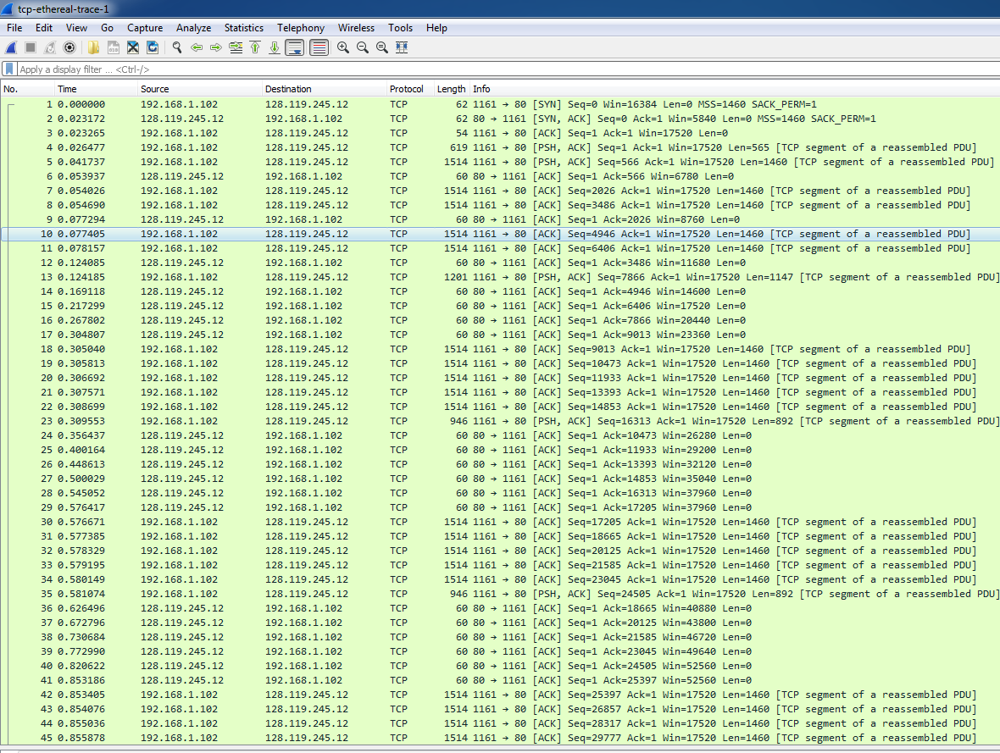 tcp-ethereal-trace-1
File Edit View Go Capture Analyze Statistics Telephony Wireless Tools Help
Apply a display filter ... <Ctrl-/>
No. Time Source Destination Protocol Length Info
1 0.000000 192.168.1.102 128.119.245.12 TCP 62 1161 → 80 [SYN] Seq=0 Win=16384 Len=0 MSS=1460 SACK_PERM=1
2 0.023172 128.119.245.12 192.168.1.102 TCP 62 80 → 1161 [SYN, ACK] Seq=0 Ack=1 Win=5840 Len=0 MSS=1460 SACK_PERM=1
3 0.023265 192.168.1.102 128.119.245.12 TCP 54 1161 → 80 [ACK] Seq=1 Ack=1 Win=17520 Len=0
4 0.026477 192.168.1.102 128.119.245.12 TCP 619 1161 → 80 [PSH, ACK] Seq=1 Ack=1 Win=17520 Len=565 [TCP segment of a reassembled PDU]
5 0.041737 192.168.1.102 128.119.245.12 TCP 1514 1161 → 80 [PSH, ACK] Seq=566 Ack=1 Win=17520 Len=1460 [TCP segment of a reassembled PDU]
6 0.053937 128.119.245.12 192.168.1.102 TCP 60 80 → 1161 [ACK] Seq=1 Ack=566 Win=6780 Len=0
7 0.054026 192.168.1.102 128.119.245.12 TCP 1514 1161 → 80 [ACK] Seq=2026 Ack=1 Win=17520 Len=1460 [TCP segment of a reassembled PDU]
8 0.054690 192.168.1.102 128.119.245.12 TCP 1514 1161 → 80 [ACK] Seq=3486 Ack=1 Win=17520 Len=1460 [TCP segment of a reassembled PDU]
9 0.077294 128.119.245.12 192.168.1.102 TCP 60 80 → 1161 [ACK] Seq=1 Ack=2026 Win=8760 Len=0
10 0.077405 192.168.1.102 128.119.245.12 TCP 1514 1161 → 80 [ACK] Seq=4946 Ack=1 Win=17520 Len=1460 [TCP segment of a reassembled PDU]
11 0.078157 192.168.1.102 128.119.245.12 TCP 1514 1161 → 80 [ACK] Seq=6406 Ack=1 Win=17520 Len=1460 [TCP segment of a reassembled PDU]
12 0.124085 128.119.245.12 192.168.1.102 TCP 60 80 → 1161 [ACK] Seq=1 Ack=3486 Win=11680 Len=0
13 0.124185 192.168.1.102 128.119.245.12 TCP 1201 1161 → 80 [PSH, ACK] Seq=7866 Ack=1 Win=17520 Len=1147 [TCP segment of a reassembled PDU]
14 0.169118 128.119.245.12 192.168.1.102 TCP 60 80 → 1161 [ACK] Seq=1 Ack=4946 Win=14600 Len=0
15 0.217299 128.119.245.12 192.168.1.102 TCP 60 80 → 1161 [ACK] Seq=1 Ack=6406 Win=17520 Len=0
16 0.267802 128.119.245.12 192.168.1.102 TCP 60 80 → 1161 [ACK] Seq=1 Ack=7866 Win=20440 Len=0
17 0.304807 128.119.245.12 192.168.1.102 TCP 60 80 → 1161 [ACK] Seq=1 Ack=9013 Win=23360 Len=0
18 0.305040 192.168.1.102 128.119.245.12 TCP 1514 1161 → 80 [ACK] Seq=9013 Ack=1 Win=17520 Len=1460 [TCP segment of a reassembled PDU]
19 0.305813 192.168.1.102 128.119.245.12 TCP 1514 1161 → 80 [ACK] Seq=10473 Ack=1 Win=17520 Len=1460 [TCP segment of a reassembled PDU]
20 0.306692 192.168.1.102 128.119.245.12 TCP 1514 1161 → 80 [ACK] Seq=11933 Ack=1 Win=17520 Len=1460 [TCP segment of a reassembled PDU]
21 0.307571 192.168.1.102 128.119.245.12 TCP 1514 1161 → 80 [ACK] Seq=13393 Ack=1 Win=17520 Len=1460 [TCP segment of a reassembled PDU]
22 0.308699 192.168.1.102 128.119.245.12 TCP 1514 1161 → 80 [ACK] Seq=14853 Ack=1 Win=17520 Len=1460 [TCP segment of a reassembled PDU]
23 0.309553 192.168.1.102 128.119.245.12 TCP 946 1161 → 80 [PSH, ACK] Seq=16313 Ack=1 Win=17520 Len=892 [TCP segment of a reassembled PDU]
24 0.356437 128.119.245.12 192.168.1.102 TCP 60 80 → 1161 [ACK] Seq=1 Ack=10473 Win=26280 Len=0
25 0.400164 128.119.245.12 192.168.1.102 TCP 60 80 → 1161 [ACK] Seq=1 Ack=11933 Win=29200 Len=0
26 0.448613 128.119.245.12 192.168.1.102 TCP 60 80 → 1161 [ACK] Seq=1 Ack=13393 Win=32120 Len=0
27 0.500029 128.119.245.12 192.168.1.102 TCP 60 80 → 1161 [ACK] Seq=1 Ack=14853 Win=35040 Len=0
28 0.545052 128.119.245.12 192.168.1.102 TCP 60 80 → 1161 [ACK] Seq=1 Ack=16313 Win=37960 Len=0
29 0.576417 128.119.245.12 192.168.1.102 TCP 60 80 → 1161 [ACK] Seq=1 Ack=17205 Win=37960 Len=0
30 0.576671 192.168.1.102 128.119.245.12 TCP 1514 1161 → 80 [ACK] Seq=17205 Ack=1 Win=17520 Len=1460 [TCP segment of a reassembled PDU]
31 0.577385 192.168.1.102 128.119.245.12 TCP 1514 1161 → 80 [ACK] Seq=18665 Ack=1 Win=17520 Len=1460 [TCP segment of a reassembled PDU]
32 0.578329 192.168.1.102 128.119.245.12 TCP 1514 1161 → 80 [ACK] Seq=20125 Ack=1 Win=17520 Len=1460 [TCP segment of a reassembled PDU]
33 0.579195 192.168.1.102 128.119.245.12 TCP 1514 1161 → 80 [ACK] Seq=21585 Ack=1 Win=17520 Len=1460 [TCP segment of a reassembled PDU]
34 0.580149 192.168.1.102 128.119.245.12 TCP 1514 1161 → 80 [ACK] Seq=23045 Ack=1 Win=17520 Len=1460 [TCP segment of a reassembled PDU]
35 0.581074 192.168.1.102 128.119.245.12 TCP 946 1161 → 80 [PSH, ACK] Seq=24505 Ack=1 Win=17520 Len=892 [TCP segment of a reassembled PDU]
36 0.626496 128.119.245.12 192.168.1.102 TCP 60 80 → 1161 [ACK] Seq=1 Ack=18665 Win=40880 Len=0
37 0.672796 128.119.245.12 192.168.1.102 TCP 60 80 → 1161 [ACK] Seq=1 Ack=20125 Win=43800 Len=0
38 0.730684 128.119.245.12 192.168.1.102 TCP 60 80 → 1161 [ACK] Seq=1 Ack=21585 Win=46720 Len=0
39 0.772990 128.119.245.12 192.168.1.102 TCP 60 80 → 1161 [ACK] Seq=1 Ack=23045 Win=49640 Len=0
40 0.820622 128.119.245.12 192.168.1.102 TCP 60 80 → 1161 [ACK] Seq=1 Ack=24505 Win=52560 Len=0
41 0.853186 128.119.245.12 192.168.1.102 TCP 60 80 → 1161 [ACK] Seq=1 Ack=25397 Win=52560 Len=0
42 0.853405 192.168.1.102 128.119.245.12 TCP 1514 1161 → 80 [ACK] Seq=25397 Ack=1 Win=17520 Len=1460 [TCP segment of a reassembled PDU]
43 0.854076 192.168.1.102 128.119.245.12 TCP 1514 1161 → 80 [ACK] Seq=26857 Ack=1 Win=17520 Len=1460 [TCP segment of a reassembled PDU]
44 0.855036 192.168.1.102 128.119.245.12 TCP 1514 1161 → 80 [ACK] Seq=28317 Ack=1 Win=17520 Len=1460 [TCP segment of a reassembled PDU]
45 0.855878 192.168.1.102 128.119.245.12 TCP 1514 1161 → 80 [ACK] Seq=29777 Ack=1 Win=17520 Len=1460 [TCP segment of a reassembled PDU]